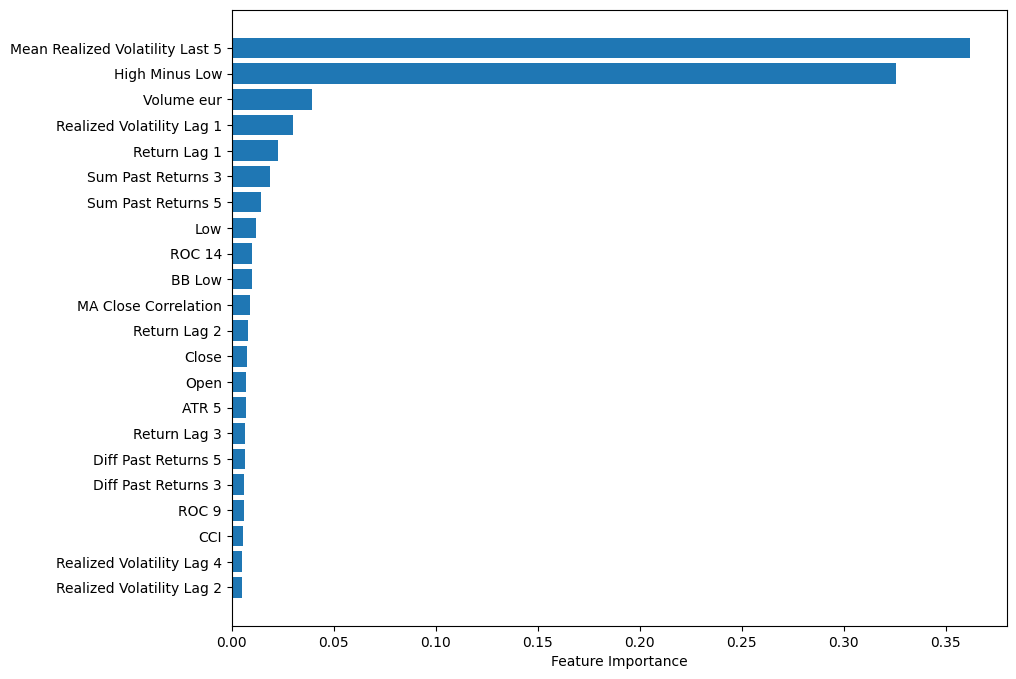 Mean Realized Volatility Last 5
High Minus Low
Volume eur
Realized Volatility Lag 1
Return Lag 1
Sum Past Returns 3
Sum Past Returns 5
Low
ROC 14
BB Low
MA Close Correlation
Return Lag 2
Close
Open
ATR 5
Return Lag 3
Diff Past Returns 5
Diff Past Returns 3
ROC 9
CCI
Realized Volatility Lag 4
Realized Volatility Lag 2
0.00 0.05 0.10 0.15 0.20 0.25 0.30 0.35
Feature Importance